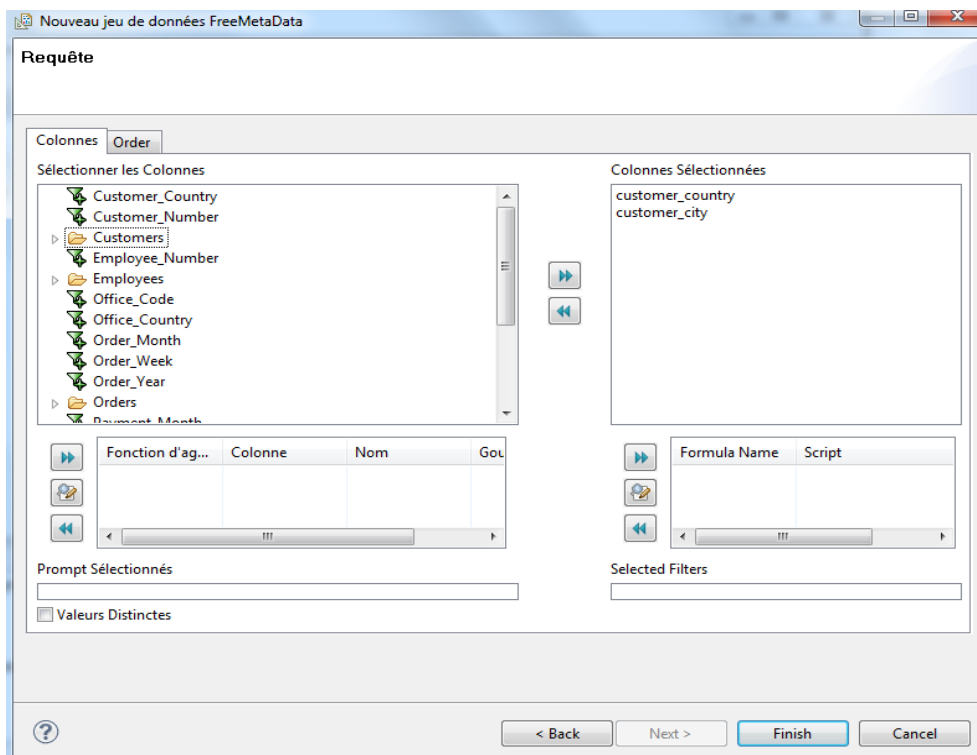 Nouveau jeu de données FreeMetaData
Requête
Colonnes
Order
Sélectionner les Colonnes
Customer_Country
Customer_Number
Customers
Employee_Number
Employees
Office_Code
Office_Country
Order_Month
Order_Week
Order_Year
Orders
Payment_Month
Colonnes Sélectionnées
customer_country
customer_city
Fonction d'ag... Colonne Nom Gou
Formula Name Script
Prompt Sélectionnés
Selected Filters
Valeurs Distinctes
< Back
Next >
Finish
Cancel